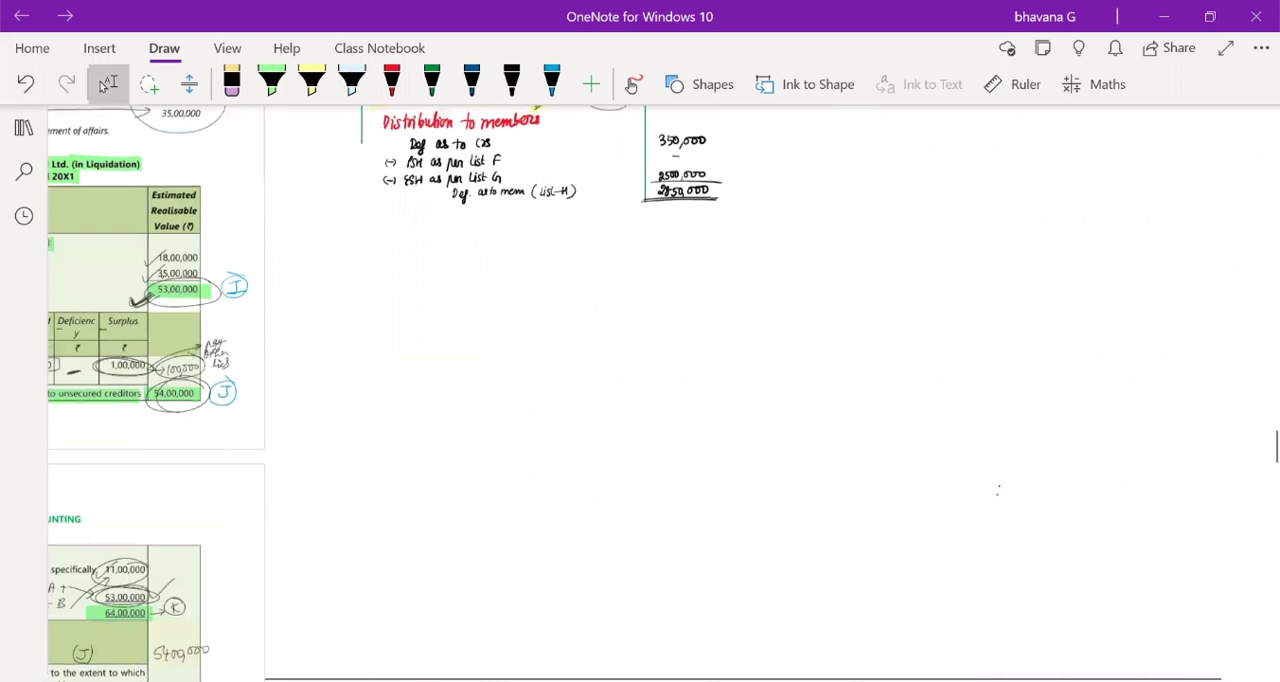 OneNote for Windows 10
bhavana G
Home Insert Draw View Help Class Notebook
Share
Shapes Ink to Shape Ink to Text Ruler Maths
35,00,000
ement of affairs.
Ltd. (in Liquidation)
20X1
Estimated
Realisable
Value (₹)
18,00,000
35,00,000
53,00,000 I
Deficienc Surplus
y
₹ ₹
pay
other
1,00,000 100,000
to unsecured creditors 54,00,000 J
UNTING
specifically 11,00,000
A +
53,00,000
B
64,00,000 K
(J) 5400,000
to the extent to which
Distribution to members
Def as to
350,000
(-) PSH as per list F -
(-) ESH as per list G 2500,000
Def. as to mem (List-H) 2850,000